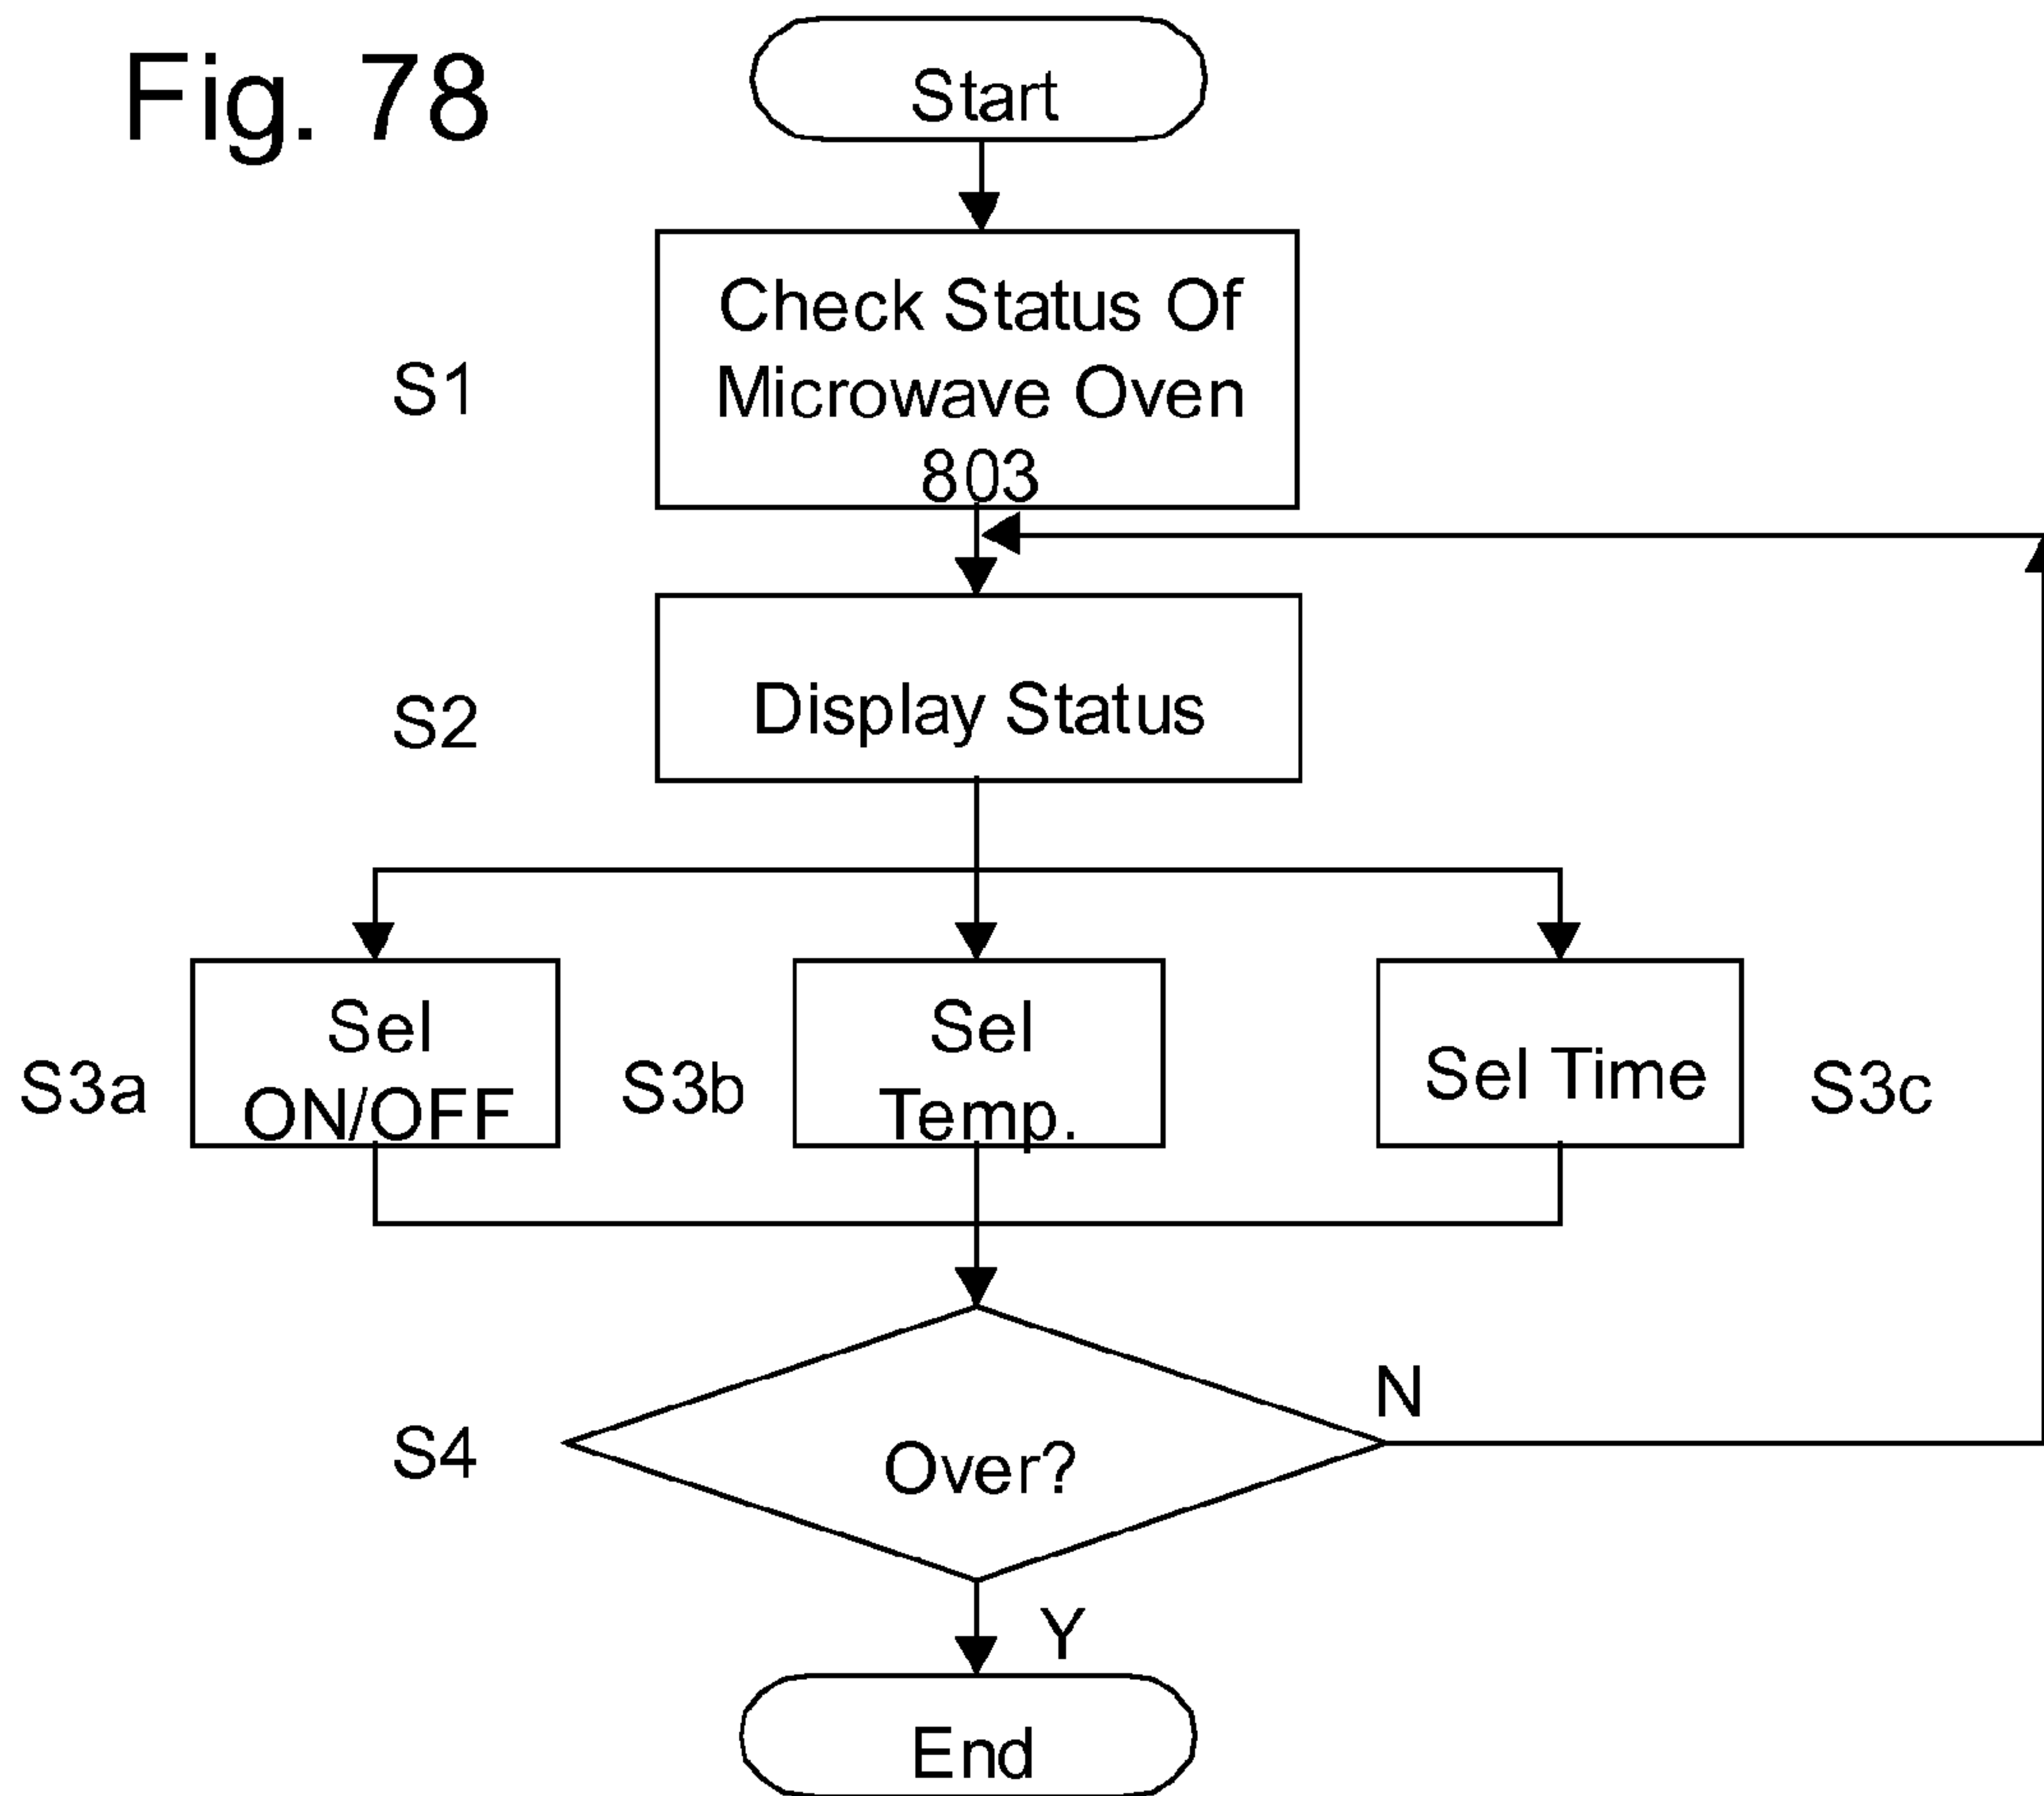 Fig. 78
Start
S1
Check Status Of
Microwave Oven
803
S2
Display Status
S3a
Sel
ON/OFF
S3b
Sel
Temp.
Sel Time
S3c
S4
Over?
N
Y
End